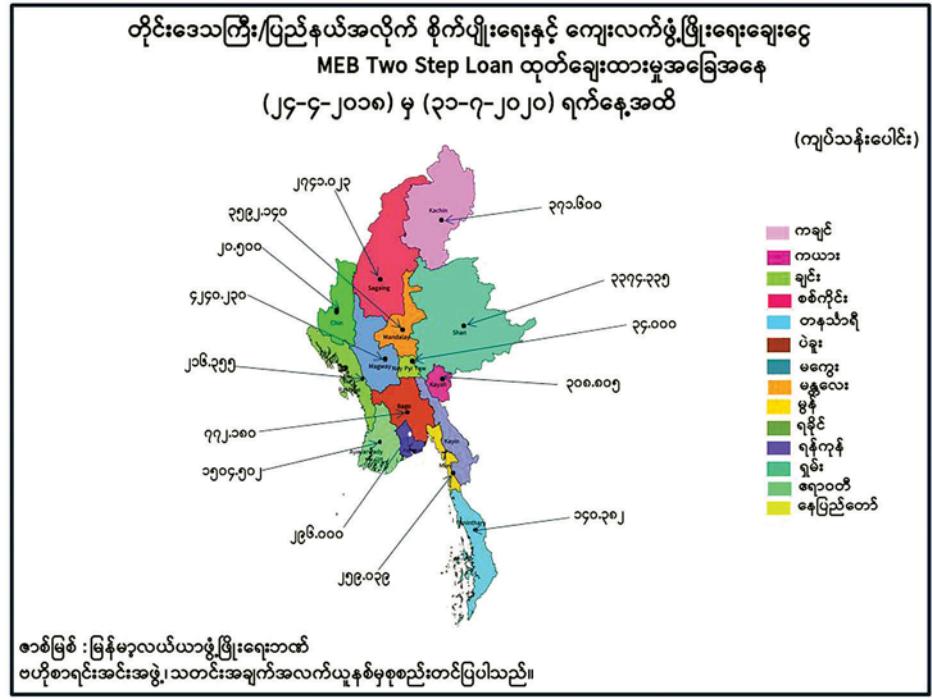 တိုင်းဒေသကြီး/ပြည်နယ်အလိုက် စိုက်ပျိုးရေးနှင့် ကျေးလက်ဖွံ့ဖြိုးရေးချေးငွေ
MEB Two Step Loan ထုတ်ချေးထားမှုအခြေအနေ
(၂၄-၄-၂၀၁၈) မှ (၃၁-၇-၂၀၂၀) ရက်နေ့အထိ
(ကျပ်သန်းပေါင်း)
၂၇၄၁.၀၂၃
၃၅၉၂.၁၄၀
၂၀.၅၀၀
၄၂၄၀.၂၃၀
၂၁၆.၃၅၅
၇၇၂.၁၈၀
၁၅၀၄.၅၀၂
၂၉၆.၀၀၀
၂၅၉.၀၃၉
၃၇၁.၆၀၀
၃၃၇၄.၃၃၅
၃၄.၀၀၀
၃၀၈.၈၀၅
၁၄၀.၃၈၂
Kachin
Sagaing
Chin
Mandalay
Shan
Magway
Nay Pyi Taw
Kayah
Bago
Kayin
ကချင်
ကယား
ချင်း
စစ်ကိုင်း
တနင်္သာရီ
ပဲခူး
မကွေး
မန္တလေး
မွန်
ရခိုင်
ရန်ကုန်
ရှမ်း
ဧရာဝတီ
နေပြည်တော်
ဇာစ်မြစ် : မြန်မာ့လယ်ယာဖွံ့ဖြိုးရေးဘဏ်
ဗဟိုစာရင်းအင်းအဖွဲ့၊ သတင်းအချက်အလက်ယူနစ်မှစုစည်းတင်ပြပါသည်။